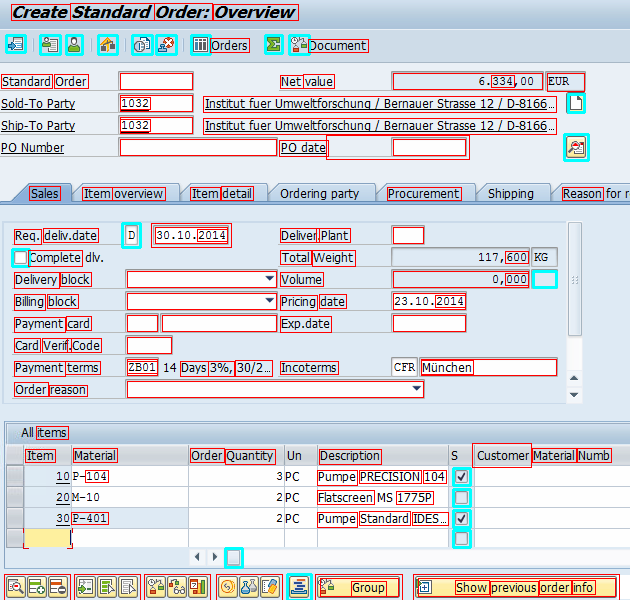 Create Standard Order: Overview
Orders Document
Standard Order Net value 6.334,00 EUR
Sold-To Party 1032 Institut fuer Umweltforschung / Bernauer Strasse 12 / D-8166…
Ship-To Party 1032 Institut fuer Umweltforschung / Bernauer Strasse 12 / D-8166…
PO Number PO date
Sales Item overview Item detail Ordering party Procurement Shipping Reason for r
Req. deliv.date D 30.10.2014 Deliver.Plant
Complete dlv. Total Weight 117,600 KG
Delivery block Volume 0,000
Billing block Pricing date 23.10.2014
Payment card Exp.date
Card Verif.Code
Payment terms ZB01 14 Days 3%, 30/2… Incoterms CFR München
Order reason
All items
Item Material Order Quantity Un Description S Customer Material Numb
10 P-104 3 PC Pumpe PRECISION 104
20 M-10 2 PC Flatscreen MS 1775P
30 P-401 2 PC Pumpe Standard IDES…
Group Show previous order info